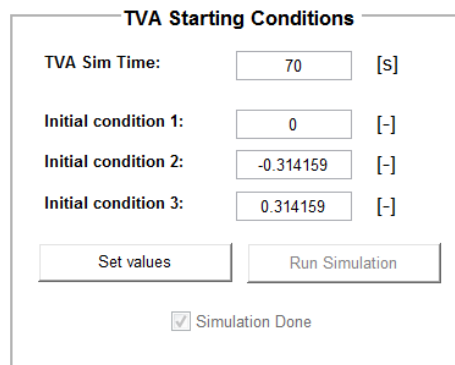 TVA Starting Conditions
TVA Sim Time: 70 [s]
Initial condition 1: 0 [-]
Initial condition 2: -0.314159 [-]
Initial condition 3: 0.314159 [-]
Set values Run Simulation
Simulation Done